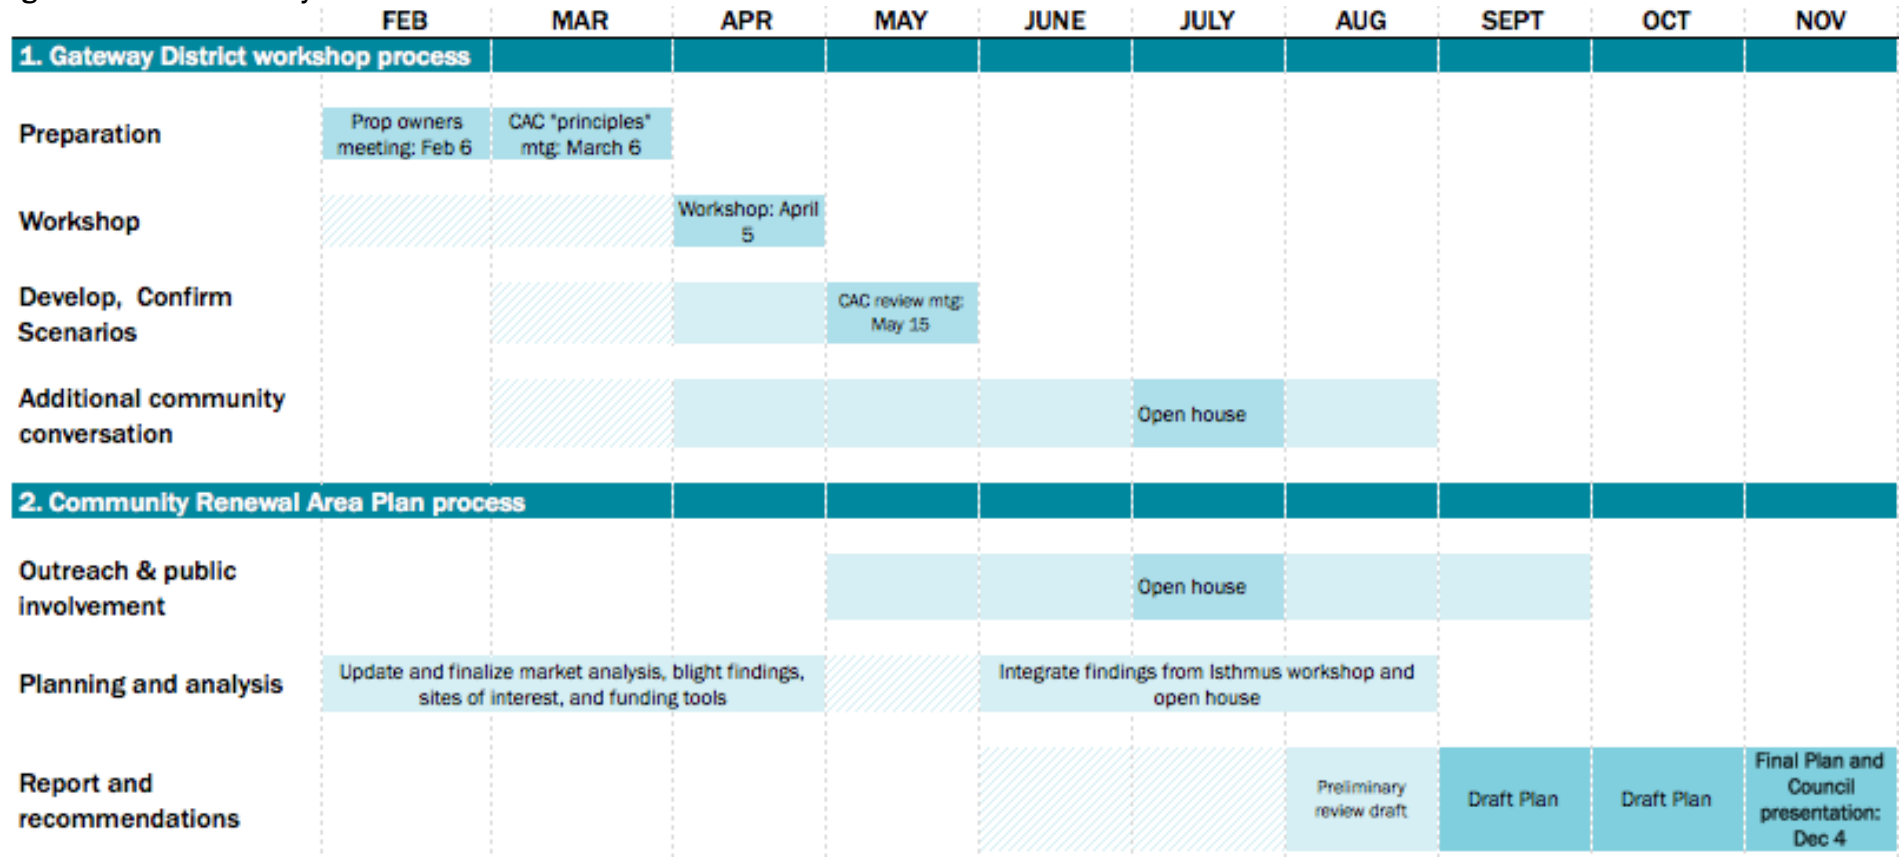 FEB MAR APR MAY JUNE JULY AUG SEPT OCT NOV
1. Gateway District workshop process
Preparation
Prop owners
meeting: Feb 6
CAC "principles"
mtg: March 6
Workshop
Workshop: April
5
Develop, Confirm
Scenarios
CAC review mtg:
May 15
Additional community
conversation
Open house
2. Community Renewal Area Plan process
Outreach & public
involvement
Open house
Planning and analysis
Update and finalize market analysis, blight findings,
sites of interest, and funding tools
Integrate findings from Isthmus workshop and
open house
Report and
recommendations
Preliminary
review draft
Draft Plan
Draft Plan
Final Plan and
Council
presentation:
Dec 4